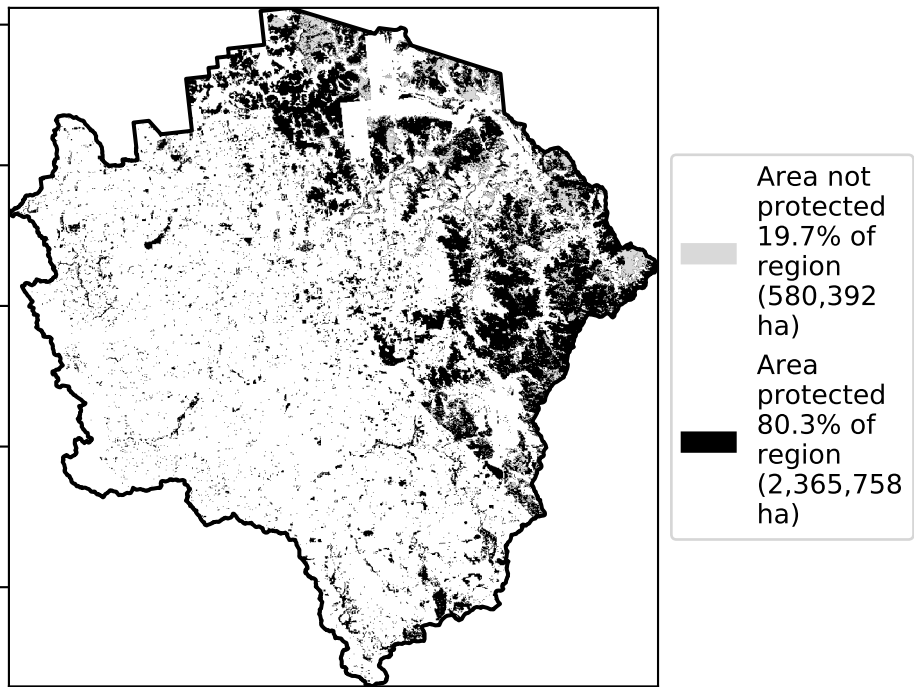 Area not
protected
19.7% of
region
(580,392
ha)
Area
protected
80.3% of
region
(2,365,758
ha)